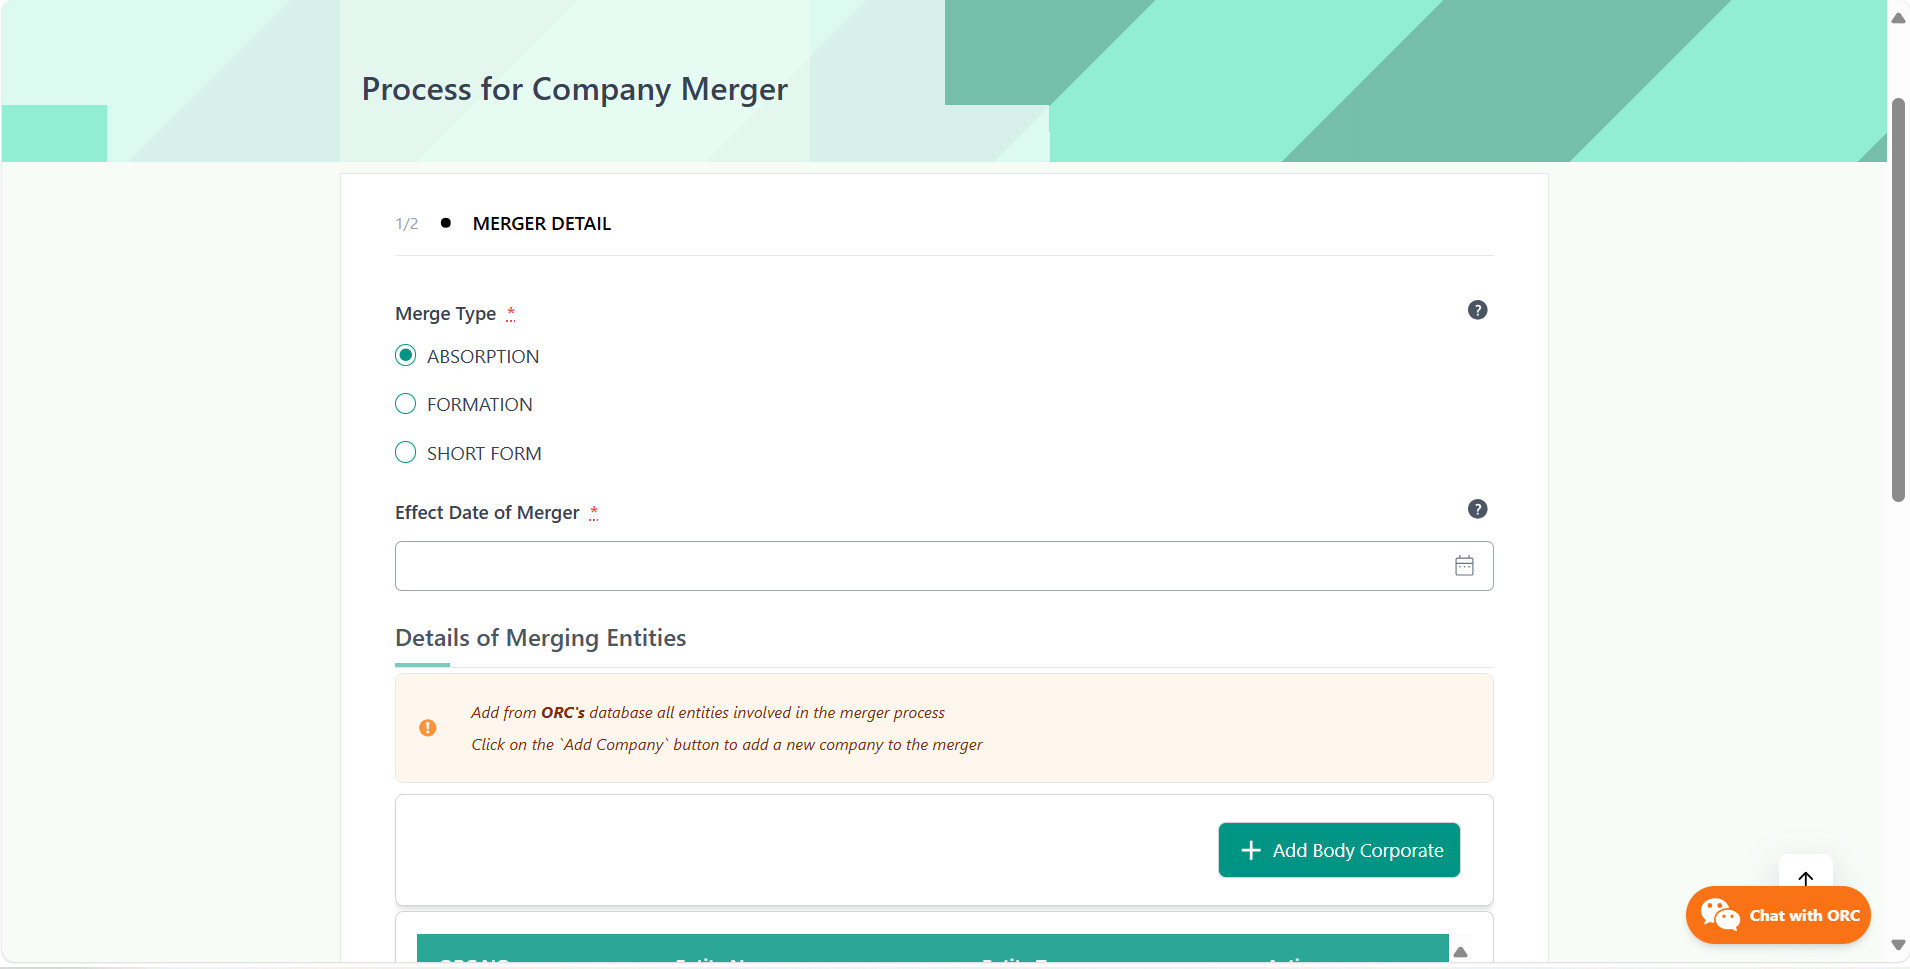 Process for Company Merger
1/2 ● MERGER DETAIL
Merge Type *
ABSORPTION
FORMATION
SHORT FORM
Effect Date of Merger *
Details of Merging Entities
Add from ORC's database all entities involved in the merger process
Click on the `Add Company` button to add a new company to the merger
+ Add Body Corporate
Chat with ORC